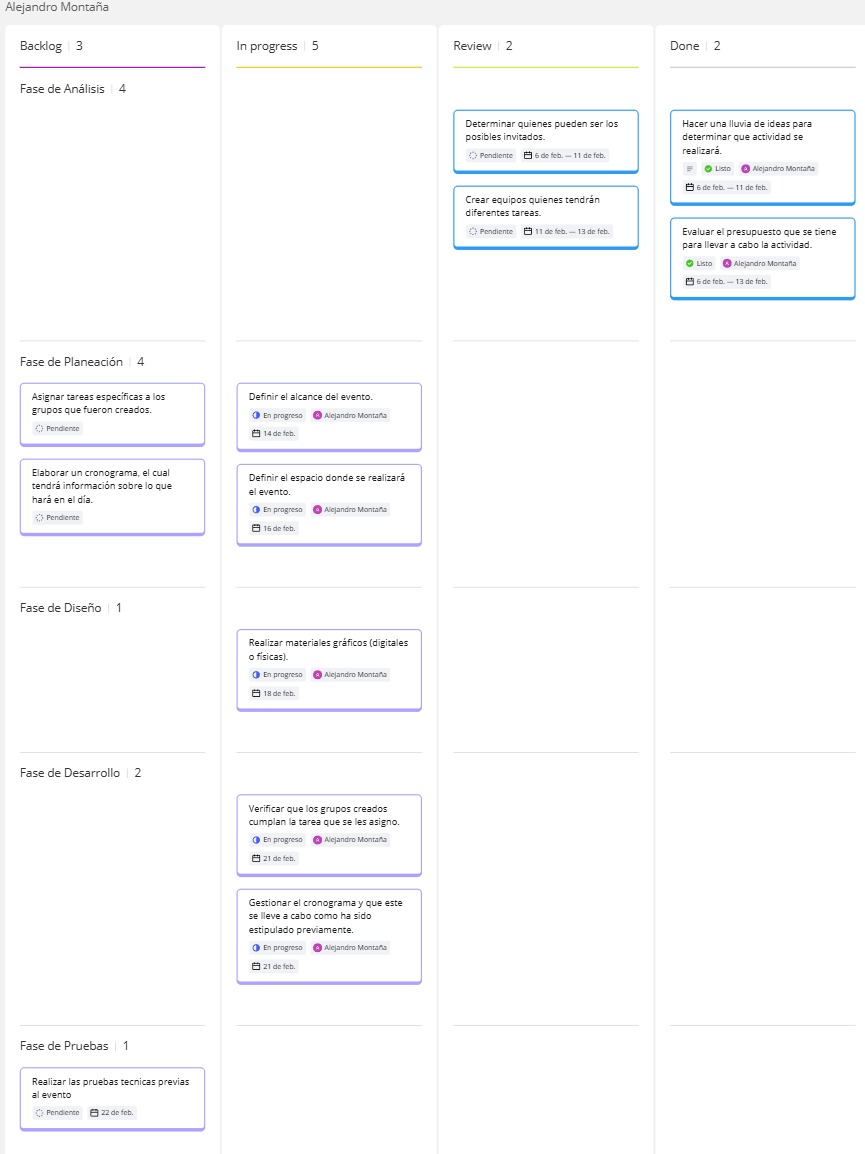 Alejandro Montaña
Backlog 3
In progress 5
Review 2
Done 2
Fase de Análisis 4
Determinar quienes pueden ser los
posibles invitados.
Pendiente 6 de feb. — 11 de feb.
Crear equipos quienes tendrán
diferentes tareas.
Pendiente 11 de feb. — 13 de feb.
Hacer una lluvia de ideas para
determinar que actividad se
realizará.
Listo A Alejandro Montaña
6 de feb. — 11 de feb.
Evaluar el presupuesto que se tiene
para llevar a cabo la actividad.
Listo A Alejandro Montaña
6 de feb. — 13 de feb.
Fase de Planeación 4
Asignar tareas específicas a los
grupos que fueron creados.
Pendiente
Elaborar un cronograma, el cual
tendrá información sobre lo que
hará en el día.
Pendiente
Definir el alcance del evento.
En progreso A Alejandro Montaña
14 de feb.
Definir el espacio donde se realizará
el evento.
En progreso A Alejandro Montaña
16 de feb.
Fase de Diseño 1
Realizar materiales gráficos (digitales
o físicas).
En progreso A Alejandro Montaña
18 de feb.
Fase de Desarrollo 2
Verificar que los grupos creados
cumplan la tarea que se les asigno.
En progreso A Alejandro Montaña
21 de feb.
Gestionar el cronograma y que este
se lleve a cabo como ha sido
estipulado previamente.
En progreso A Alejandro Montaña
21 de feb.
Fase de Pruebas 1
Realizar las pruebas tecnicas previas
al evento
Pendiente 22 de feb.